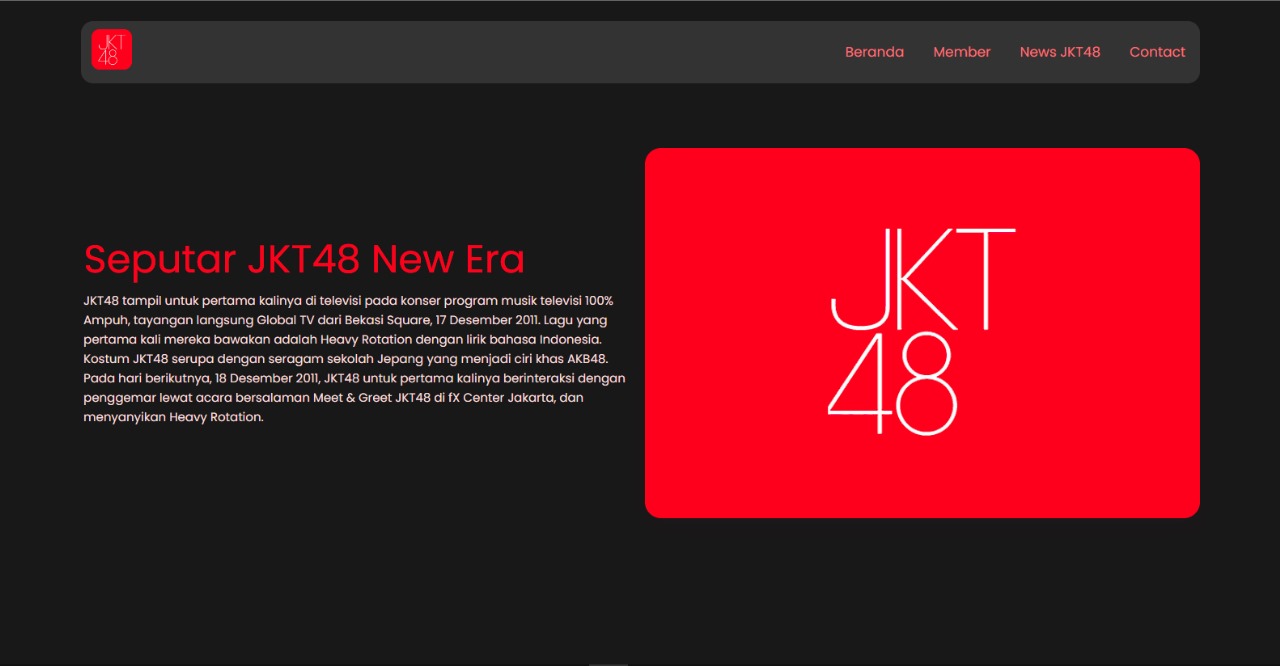 JKT
48
Beranda Member News JKT48 Contact
Seputar JKT48 New Era
JKT48 tampil untuk pertama kalinya di televisi pada konser program musik televisi 100%
Ampuh, tayangan langsung Global TV dari Bekasi Square, 17 Desember 2011. Lagu yang
pertama kali mereka bawakan adalah Heavy Rotation dengan lirik bahasa Indonesia.
Kostum JKT48 serupa dengan seragam sekolah Jepang yang menjadi ciri khas AKB48.
Pada hari berikutnya, 18 Desember 2011, JKT48 untuk pertama kalinya berinteraksi dengan
penggemar lewat acara bersalaman Meet & Greet JKT48 di fX Center Jakarta, dan
menyanyikan Heavy Rotation.
JKT
48